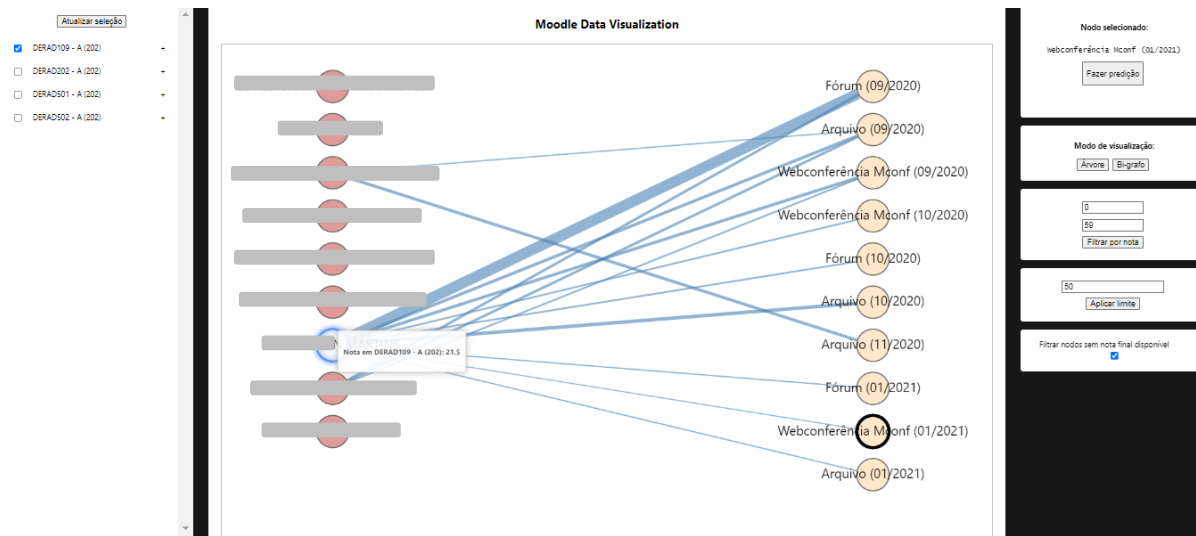 Atualizar seleção
DERAD109 - A (202) +
DERAD202 - A (202) +
DERAD501 - A (202) +
DERAD502 - A (202) +
Moodle Data Visualization
Fórum (09/2020)
Arquivo (09/2020)
Webconferência Mconf (09/2020)
Webconferência Mconf (10/2020)
Fórum (10/2020)
Arquivo (10/2020)
Arquivo (11/2020)
Fórum (01/2021)
Webconferência Mconf (01/2021)
Arquivo (01/2021)
Nota em DERAD109 - A (202): 21.5
Nodo selecionado:
Webconferência Mconf (01/2021)
Fazer predição
Modo de visualização:
Árvore Bi-grafo
0
59
Filtrar por nota
50
Aplicar limite
Filtrar nodos sem nota final disponível